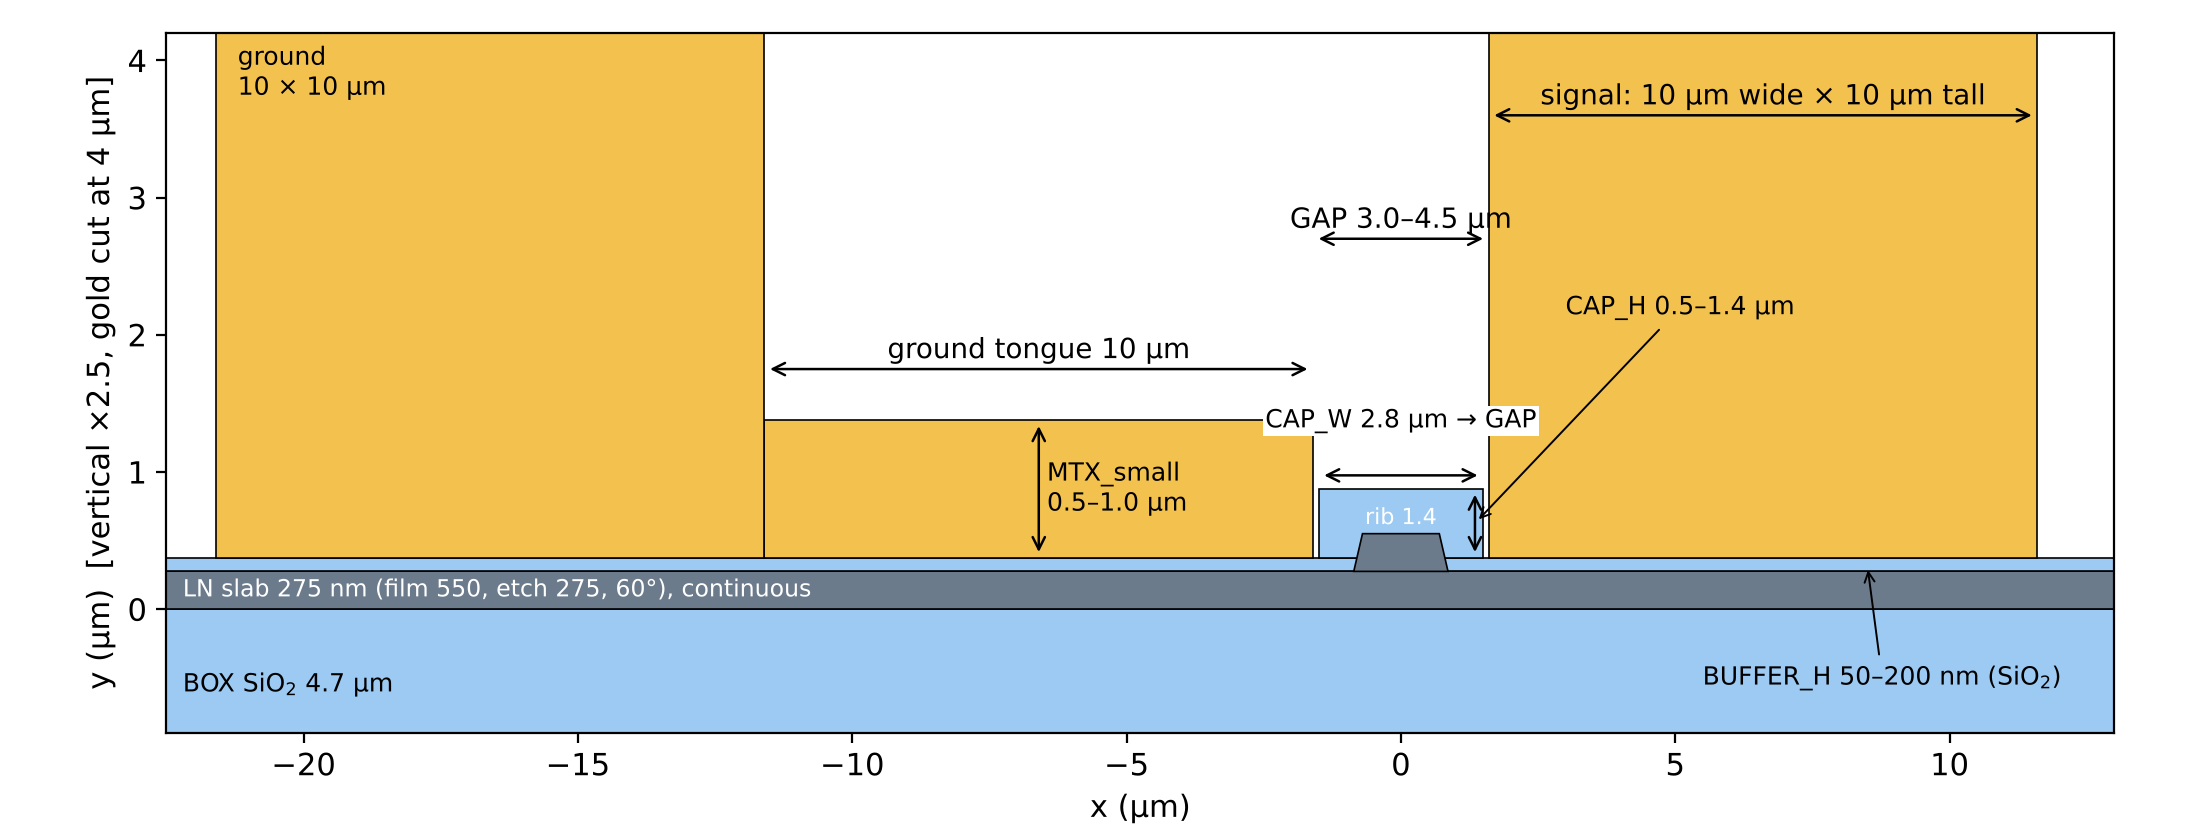 ground
10 × 10 µm
signal: 10 µm wide × 10 µm tall
GAP 3.0–4.5 µm
CAP_H 0.5–1.4 µm
ground tongue 10 µm
CAP_W 2.8 µm → GAP
MTX_small
0.5–1.0 µm
rib 1.4
LN slab 275 nm (film 550, etch 275, 60°), continuous
BOX SiO₂ 4.7 µm
BUFFER_H 50–200 nm (SiO₂)
y (µm)  [vertical ×2.5, gold cut at 4 µm]
4
3
2
1
0
−20
−15
−10
−5
0
5
10
x (µm)